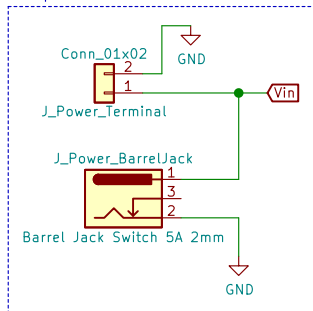 Conn_01x02
2
GND
1
Vin
J_Power_Terminal
J_Power_BarrelJack
1
3
2
Barrel Jack Switch 5A 2mm
GND